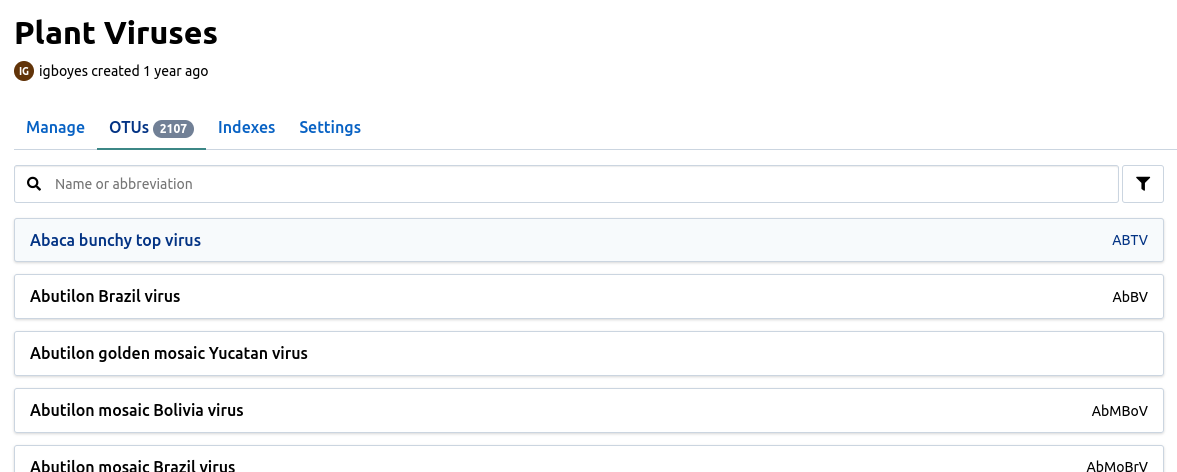 Plant Viruses
IG igboyes created 1 year ago
Manage OTUs 2107 Indexes Settings
Name or abbreviation
Abaca bunchy top virus ABTV
Abutilon Brazil virus AbBV
Abutilon golden mosaic Yucatan virus
Abutilon mosaic Bolivia virus AbMBoV
Abutilon mosaic Brazil virus AbMoBrV